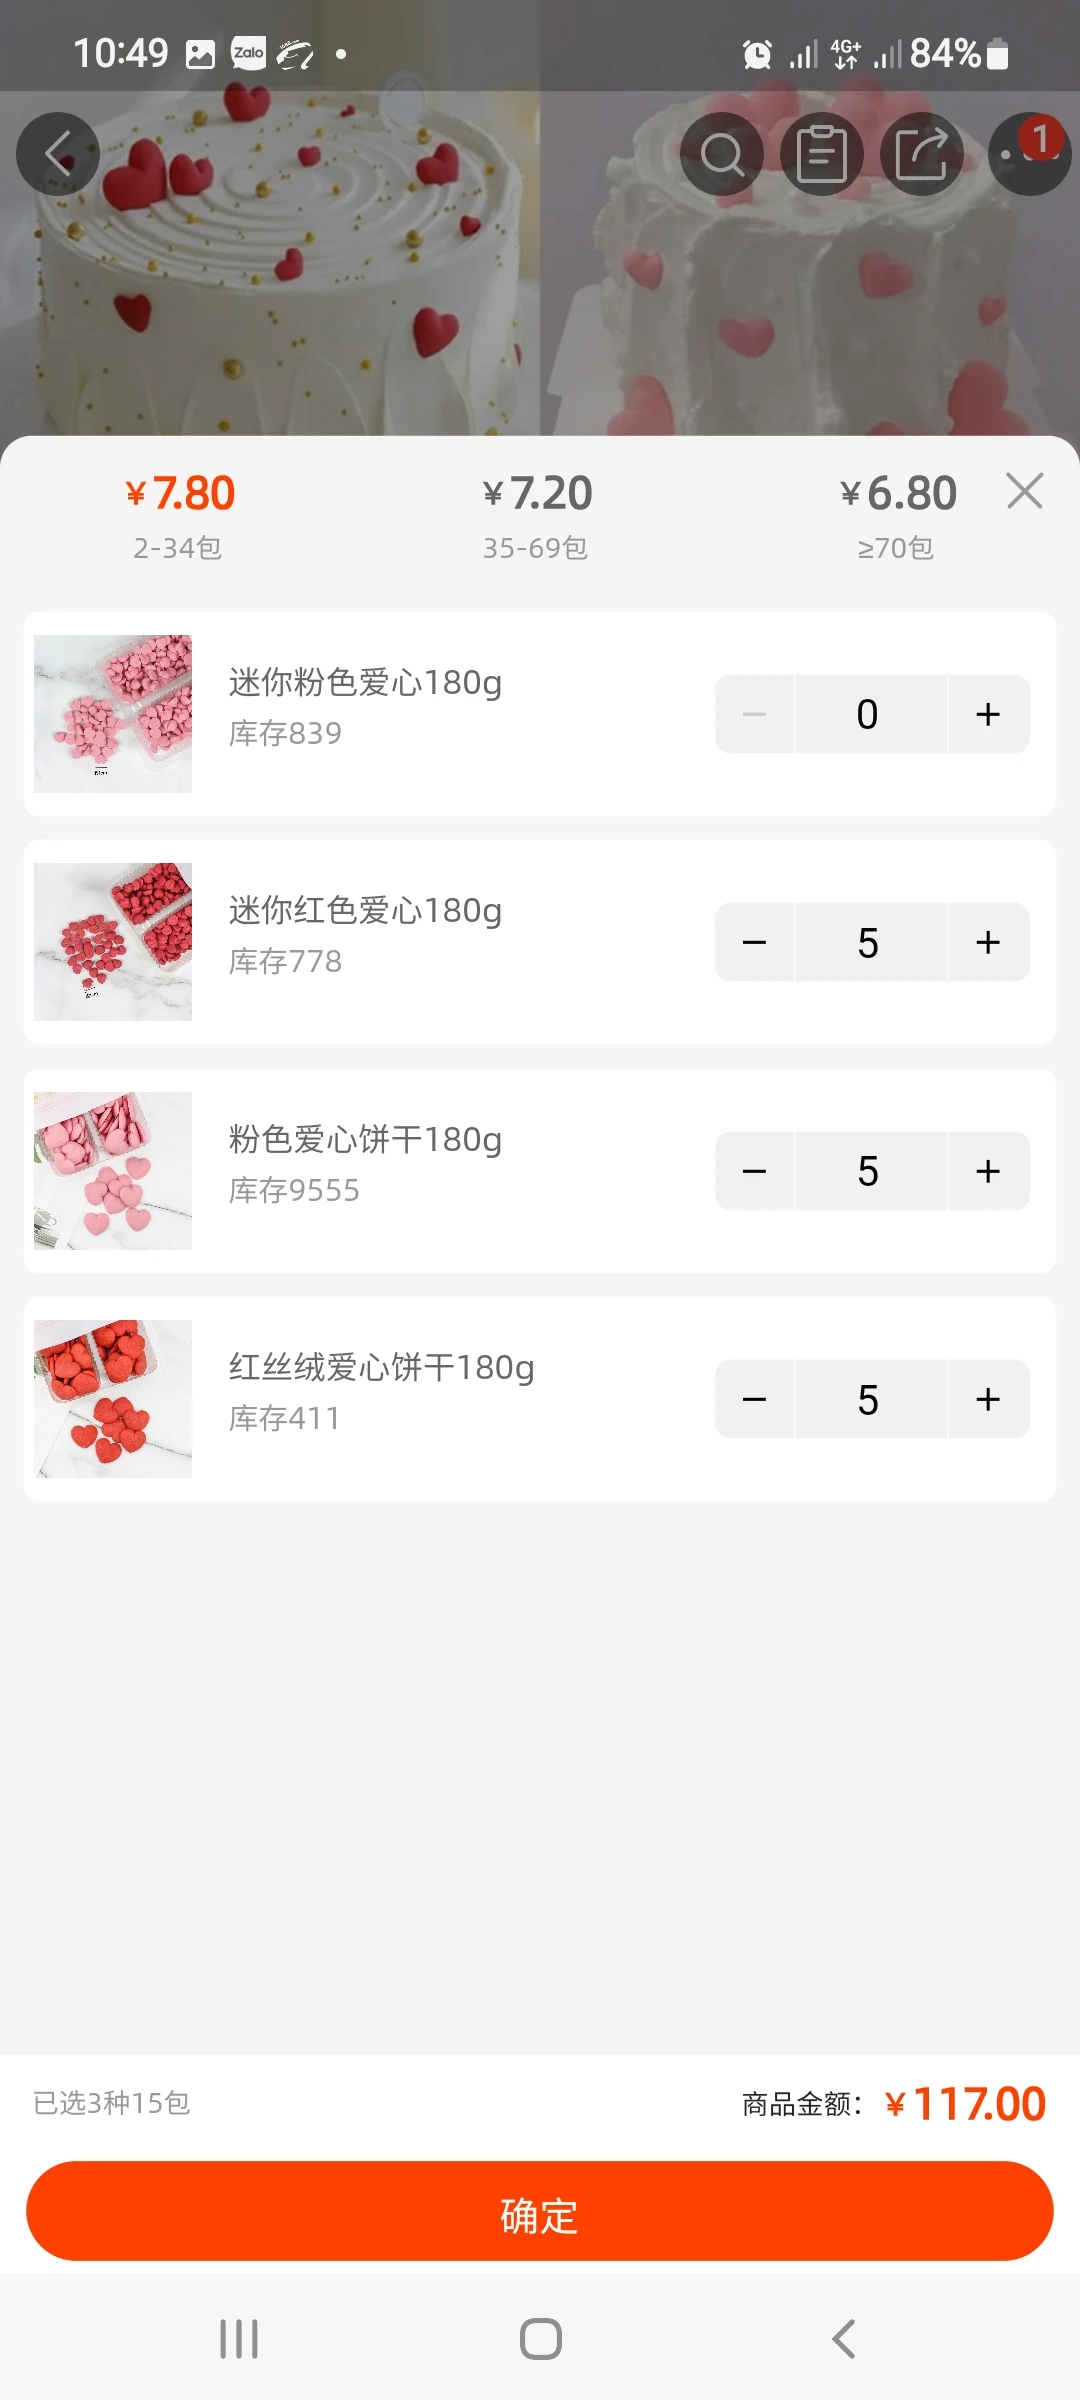 10:49 Zalo 4G+ 84%
1
¥7.80 ¥7.20 ¥6.80
2-34包 35-69包 ≥70包
迷你粉色爱心180g
库存839
0
迷你红色爱心180g
库存778
5
粉色爱心饼干180g
库存9555
5
红丝绒爱心饼干180g
库存411
5
已选3种15包 商品金额: ¥117.00
确定